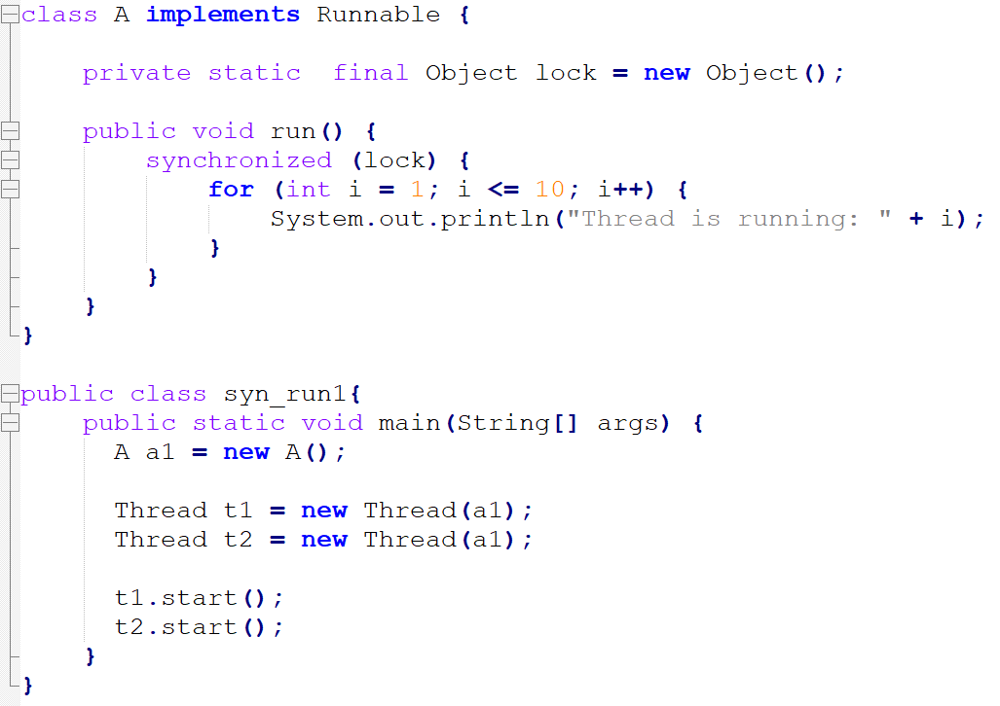 class A implements Runnable {
private static  final Object lock = new Object();
public void run() {
synchronized (lock) {
for (int i = 1; i <= 10; i++) {
System.out.println("Thread is running: " + i);
}
}
}
}
public class syn_run1{
public static void main(String[] args) {
A a1 = new A();
Thread t1 = new Thread(a1);
Thread t2 = new Thread(a1);
t1.start();
t2.start();
}
}